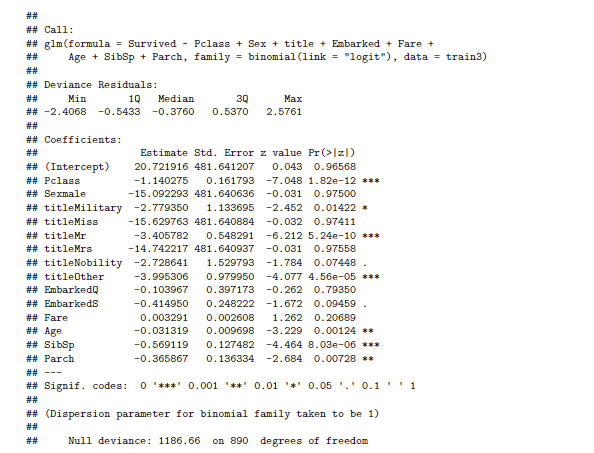 ##
## Call:
## glm(formula = Survived ~ Pclass + Sex + title + Embarked + Fare +
##     Age + SibSp + Parch, family = binomial(link = "logit"), data = train3)
##
## Deviance Residuals:
##     Min       1Q   Median       3Q      Max
## -2.4068  -0.5433  -0.3760   0.5370   2.5761
##
## Coefficients:
##                 Estimate Std. Error z value Pr(>|z|)
## (Intercept)    20.721916 481.641207   0.043  0.96568
## Pclass         -1.140275   0.161793  -7.048 1.82e-12 ***
## Sexmale       -15.092293 481.640636  -0.031  0.97500
## titleMilitary  -2.779350   1.133695  -2.452  0.01422 *
## titleMiss     -15.629763 481.640884  -0.032  0.97411
## titleMr        -3.405782   0.548291  -6.212 5.24e-10 ***
## titleMrs      -14.742217 481.640937  -0.031  0.97558
## titleNobility  -2.728641   1.529793  -1.784  0.07448 .
## titleOther     -3.995306   0.979950  -4.077 4.56e-05 ***
## EmbarkedQ      -0.103967   0.397173  -0.262  0.79350
## EmbarkedS      -0.414950   0.248222  -1.672  0.09459 .
## Fare            0.003291   0.002608   1.262  0.20689
## Age            -0.031319   0.009698  -3.229  0.00124 **
## SibSp          -0.569119   0.127482  -4.464 8.03e-06 ***
## Parch          -0.365867   0.136334  -2.684  0.00728 **
## ---
## Signif. codes:  0 '***' 0.001 '**' 0.01 '*' 0.05 '.' 0.1 ' ' 1
##
## (Dispersion parameter for binomial family taken to be 1)
##
##     Null deviance: 1186.66  on 890  degrees of freedom